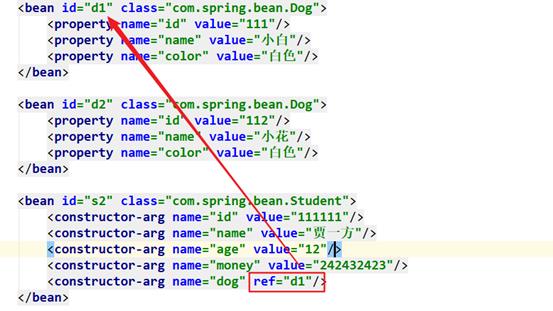 <bean id="d1" class="com.spring.bean.Dog">
<property name="id" value="111"/>
<property name="name" value="小白"/>
<property name="color" value="白色"/>
</bean>
<bean id="d2" class="com.spring.bean.Dog">
<property name="id" value="112"/>
<property name="name" value="小花"/>
<property name="color" value="白色"/>
</bean>
<bean id="s2" class="com.spring.bean.Student">
<constructor-arg name="id" value="111111"/>
<constructor-arg name="name" value="贾一方"/>
<constructor-arg name="age" value="12"/>
<constructor-arg name="money" value="242432423"/>
<constructor-arg name="dog" ref="d1"/>
</bean>